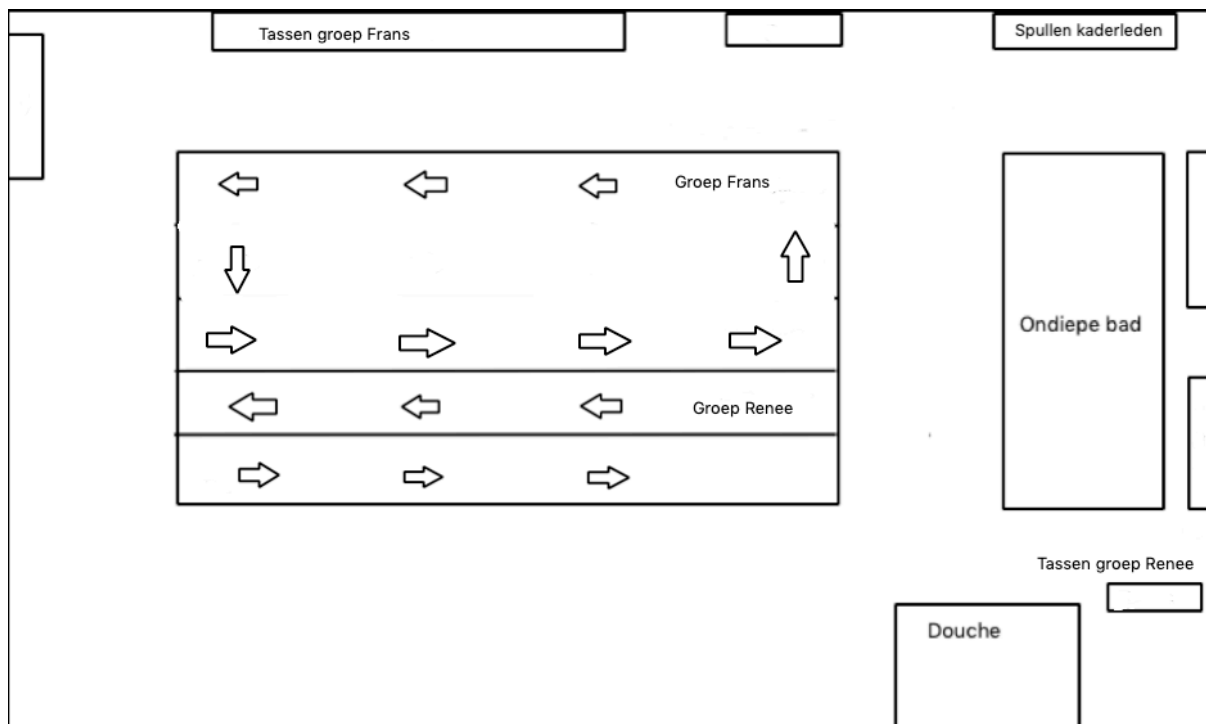 Tassen groep Frans
Spullen kaderleden
Groep Frans
Ondiepe bad
Groep Renee
Tassen groep Renee
Douche